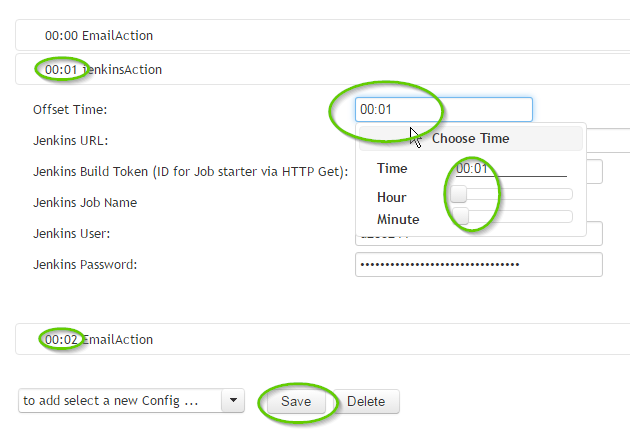 00:00 EmailAction
00:01 JenkinsAction
Offset Time: 00:01
Choose Time
Jenkins URL:
Time 00:01
Jenkins Build Token (ID for Job starter via HTTP Get):
Hour
Jenkins Job Name
Minute
Jenkins User:
Jenkins Password: ••••••••••••••••••••••••••••••••
00:02 EmailAction
to add select a new Config ... Save Delete